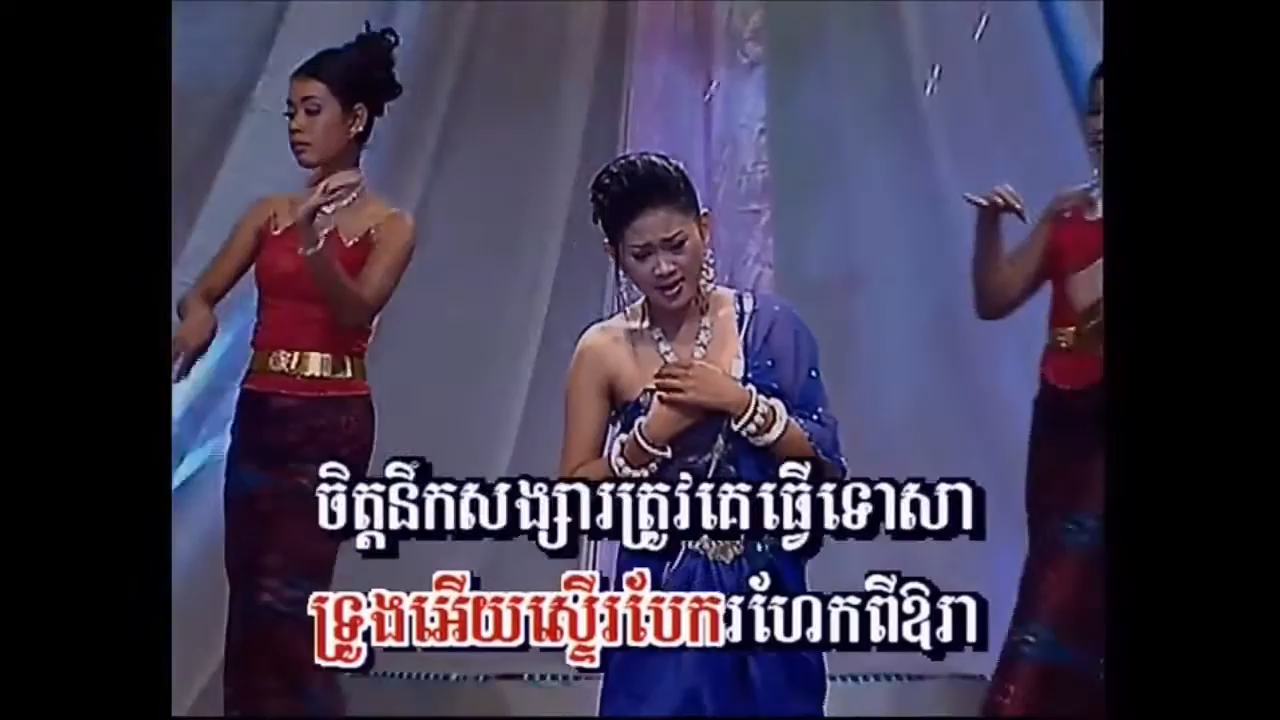 ចិត្តនឹកសង្សារត្រូវគេធ្វើទោសា
ទ្រូងអើយស្ទើរបែករហែកពីឱរា